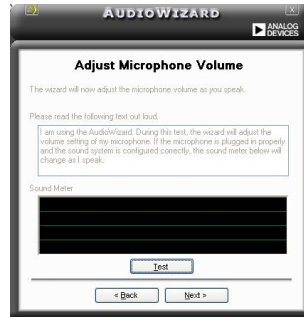 AUDIOWIZARD
ANALOG
DEVICES
Adjust Microphone Volume
The wizard will now adjust the microphone volume as you speak.
Please read the following text out loud.
I am using the AudioWizard. During this test, the wizard will adjust the
volume setting of my microphone. If the microphone is plugged in properly
and the sound system is configured correctly, the sound meter below will
change as I speak.
Sound Meter
Test
< Back
Next >